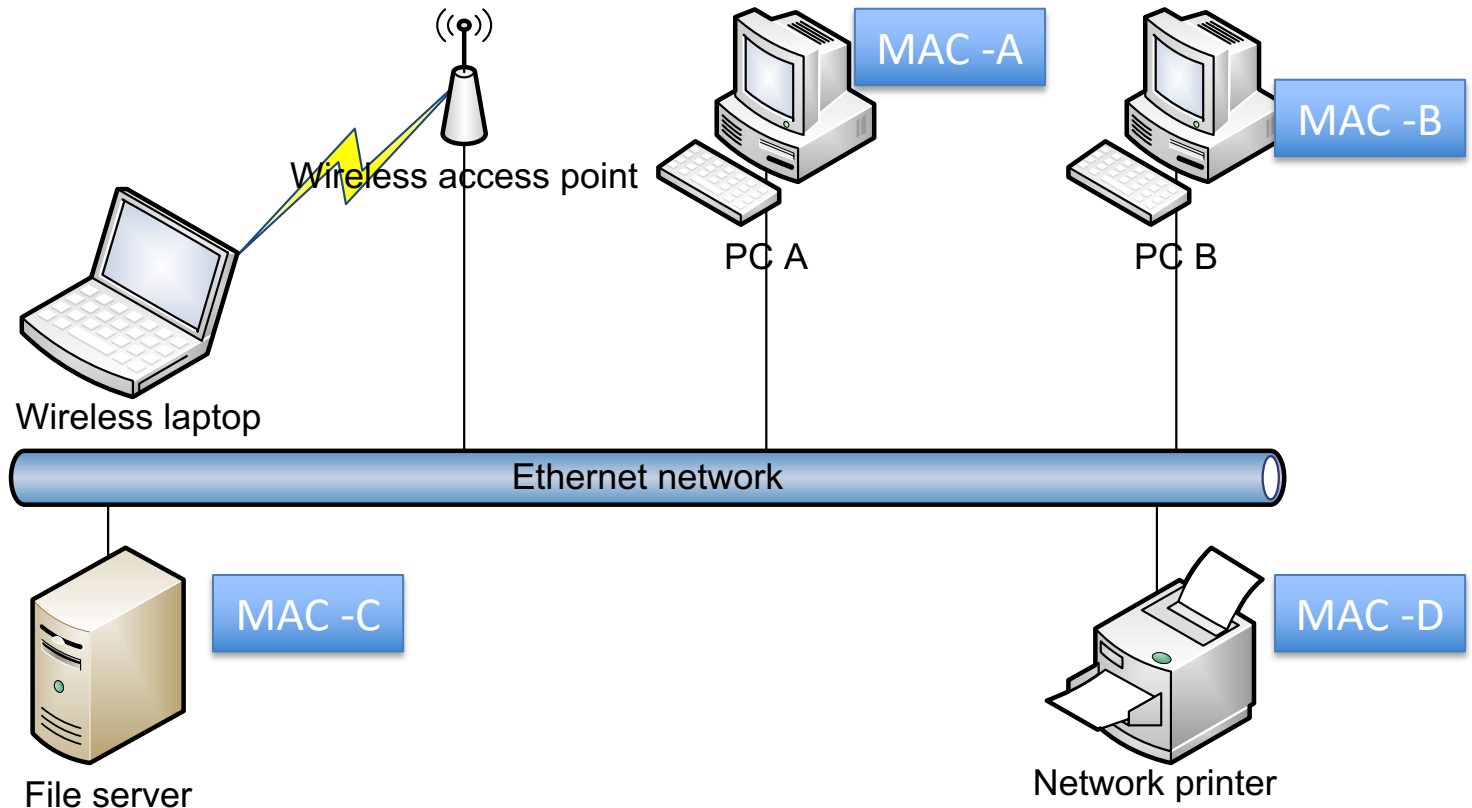 MAC -A
MAC -B
Wireless access point
PC A
PC B
Wireless laptop
Ethernet network
MAC -C
MAC -D
File server
Network printer